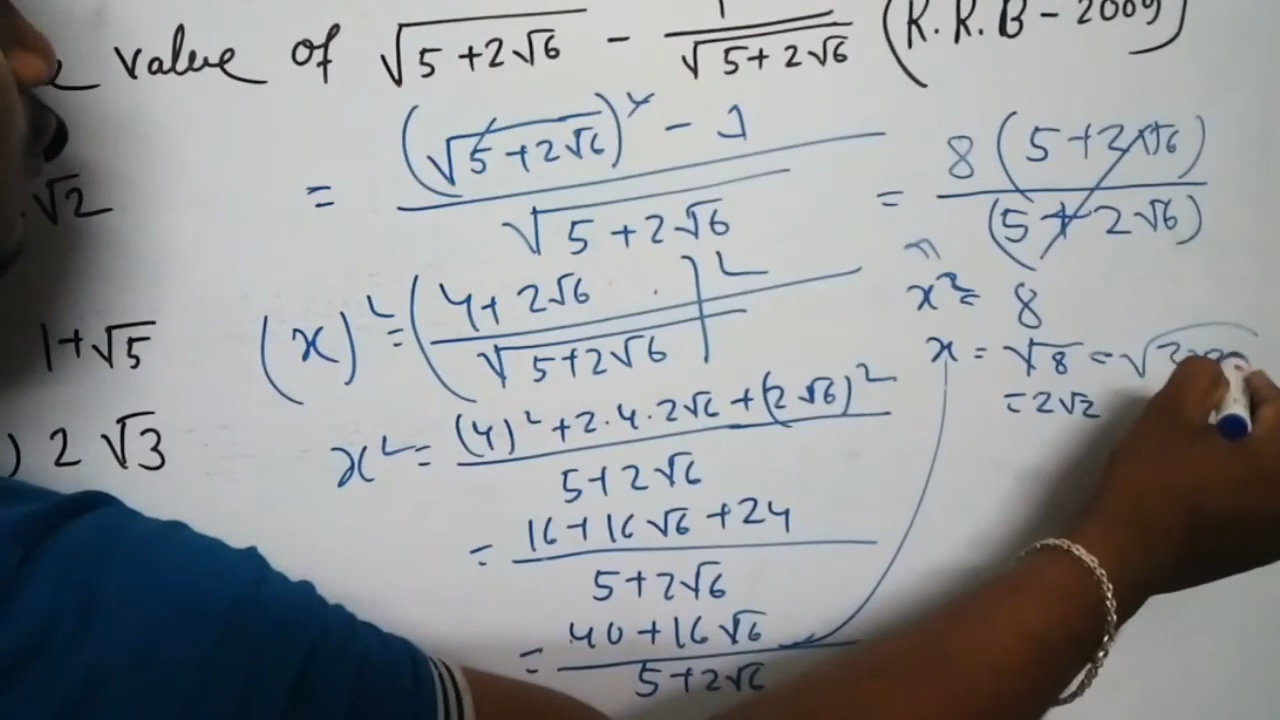 value of √5+2√6 - 1/√5+2√6 (R.R.B-2009)
√2
1+√5
) 2√3
= (√5+2√6)² - 1 / √5+2√6
(x)² = (4+2√6 / √5+2√6)²
x² = (4)²+2·4·2√6+(2√6)² / 5+2√6
= 16+16√6+24 / 5+2√6
= 40+16√6 / 5+2√6
= 8(5+2√6) / (5+2√6)
x² = 8
x = √8 = √
= 2√2